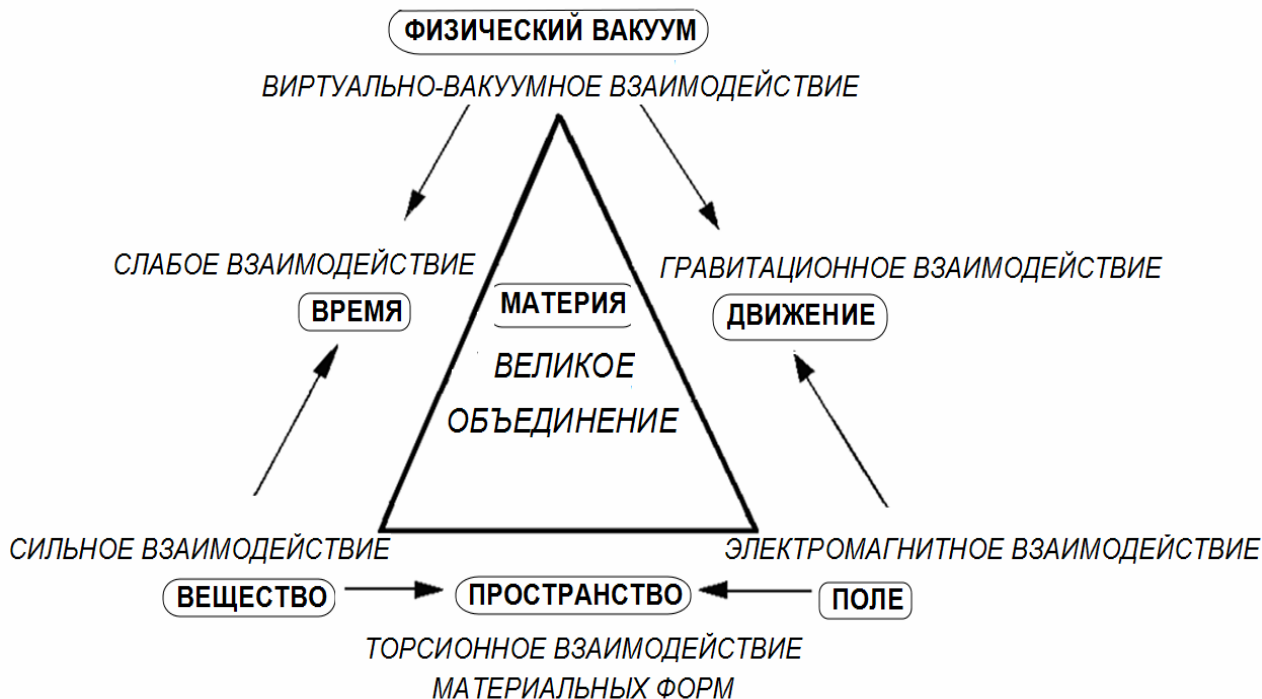 ФИЗИЧЕСКИЙ ВАКУУМ
ВИРТУАЛЬНО-ВАКУУМНОЕ ВЗАИМОДЕЙСТВИЕ
СЛАБОЕ ВЗАИМОДЕЙСТВИЕ
ГРАВИТАЦИОННОЕ ВЗАИМОДЕЙСТВИЕ
ВРЕМЯ
МАТЕРИЯ
ДВИЖЕНИЕ
ВЕЛИКОЕ
ОБЪЕДИНЕНИЕ
СИЛЬНОЕ ВЗАИМОДЕЙСТВИЕ
ЭЛЕКТРОМАГНИТНОЕ ВЗАИМОДЕЙСТВИЕ
ВЕЩЕСТВО
ПРОСТРАНСТВО
ПОЛЕ
ТОРСИОННОЕ ВЗАИМОДЕЙСТВИЕ
МАТЕРИАЛЬНЫХ ФОРМ